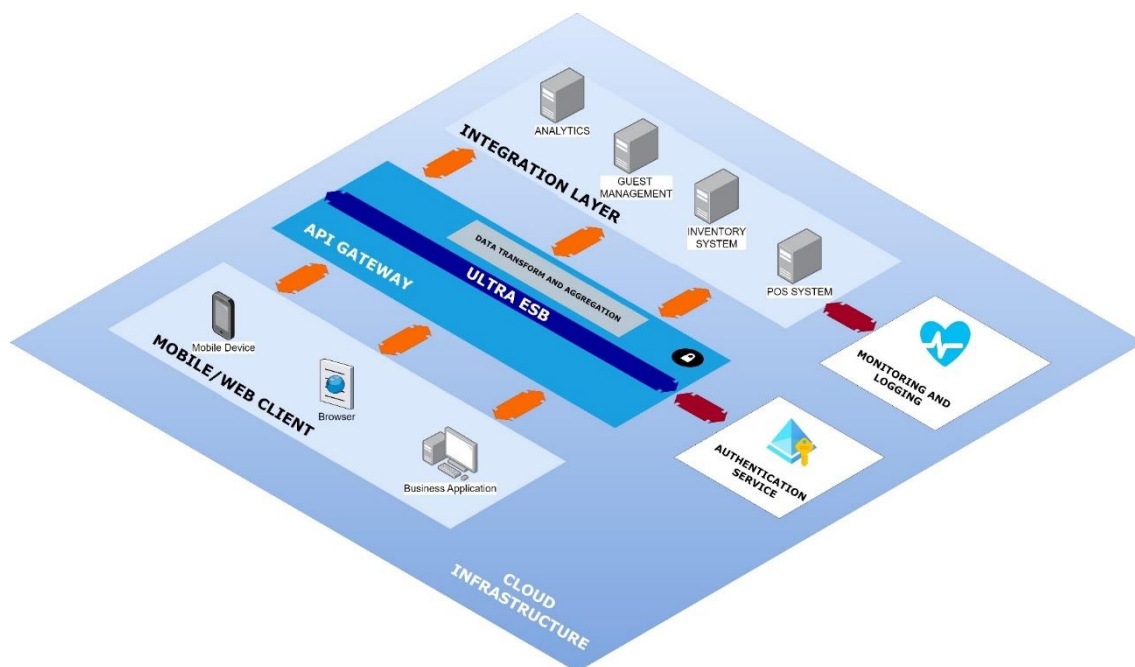 ANALYTICS
GUEST
MANAGEMENT
INVENTORY
SYSTEM
POS SYSTEM
INTEGRATION LAYER
DATA TRANSFORM AND AGGREGATION
ULTRA ESB
API GATEWAY
Mobile Device
Browser
Business Application
MOBILE/WEB CLIENT
MONITORING AND
LOGGING
AUTHENTICATION
SERVICE
CLOUD
INFRASTRUCTURE